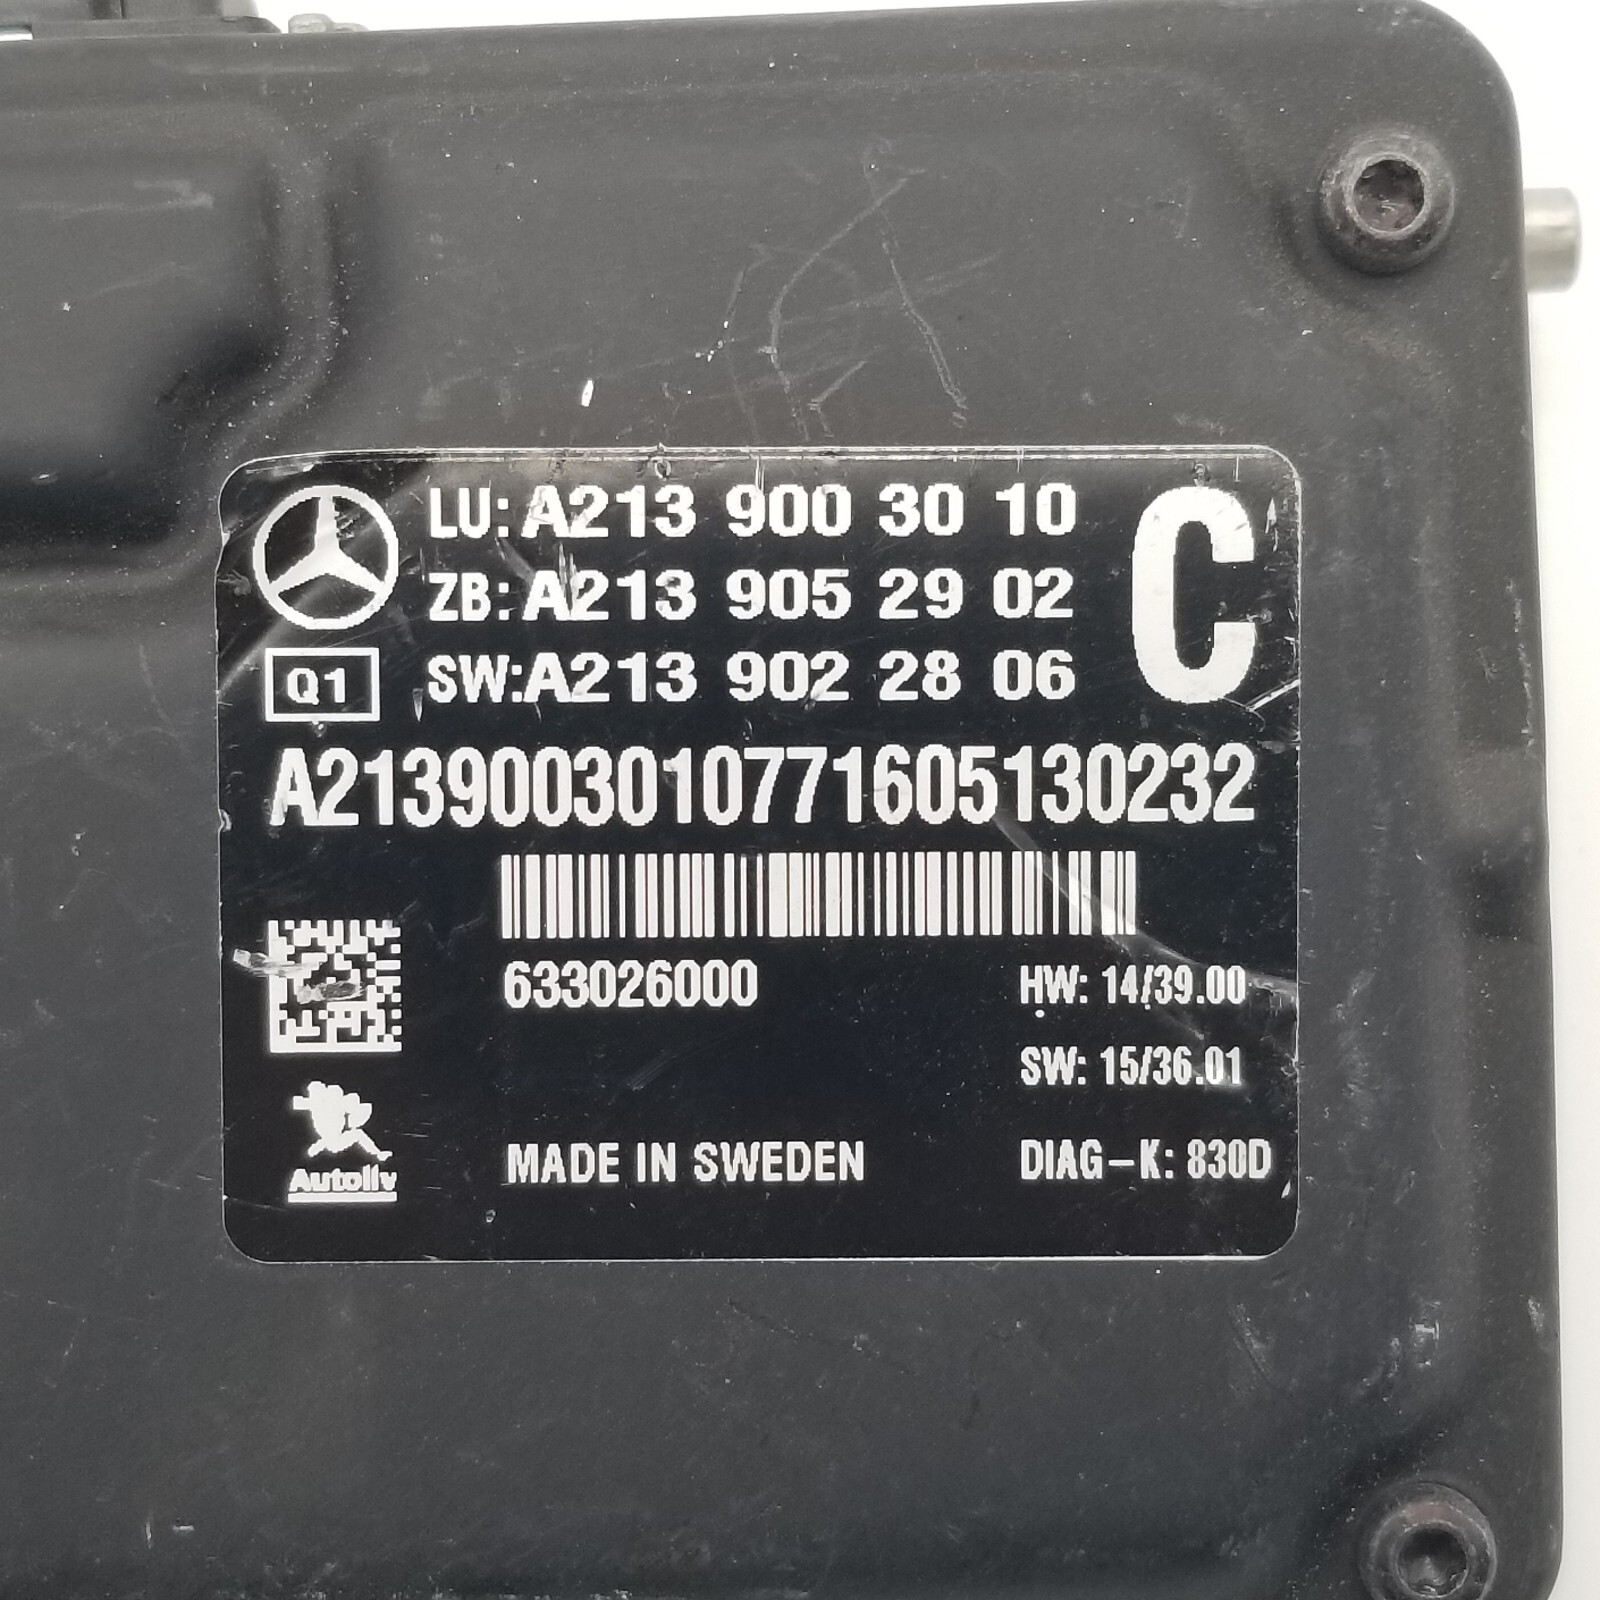 LU: A213 900 30 10
ZB: A213 905 29 02
C
Q1
SW: A213 902 28 06
A2139003010771605130232
633026000
HW: 14/39.00
SW: 15/36.01
Autoliv
MADE IN SWEDEN
DIAG-K: 830D